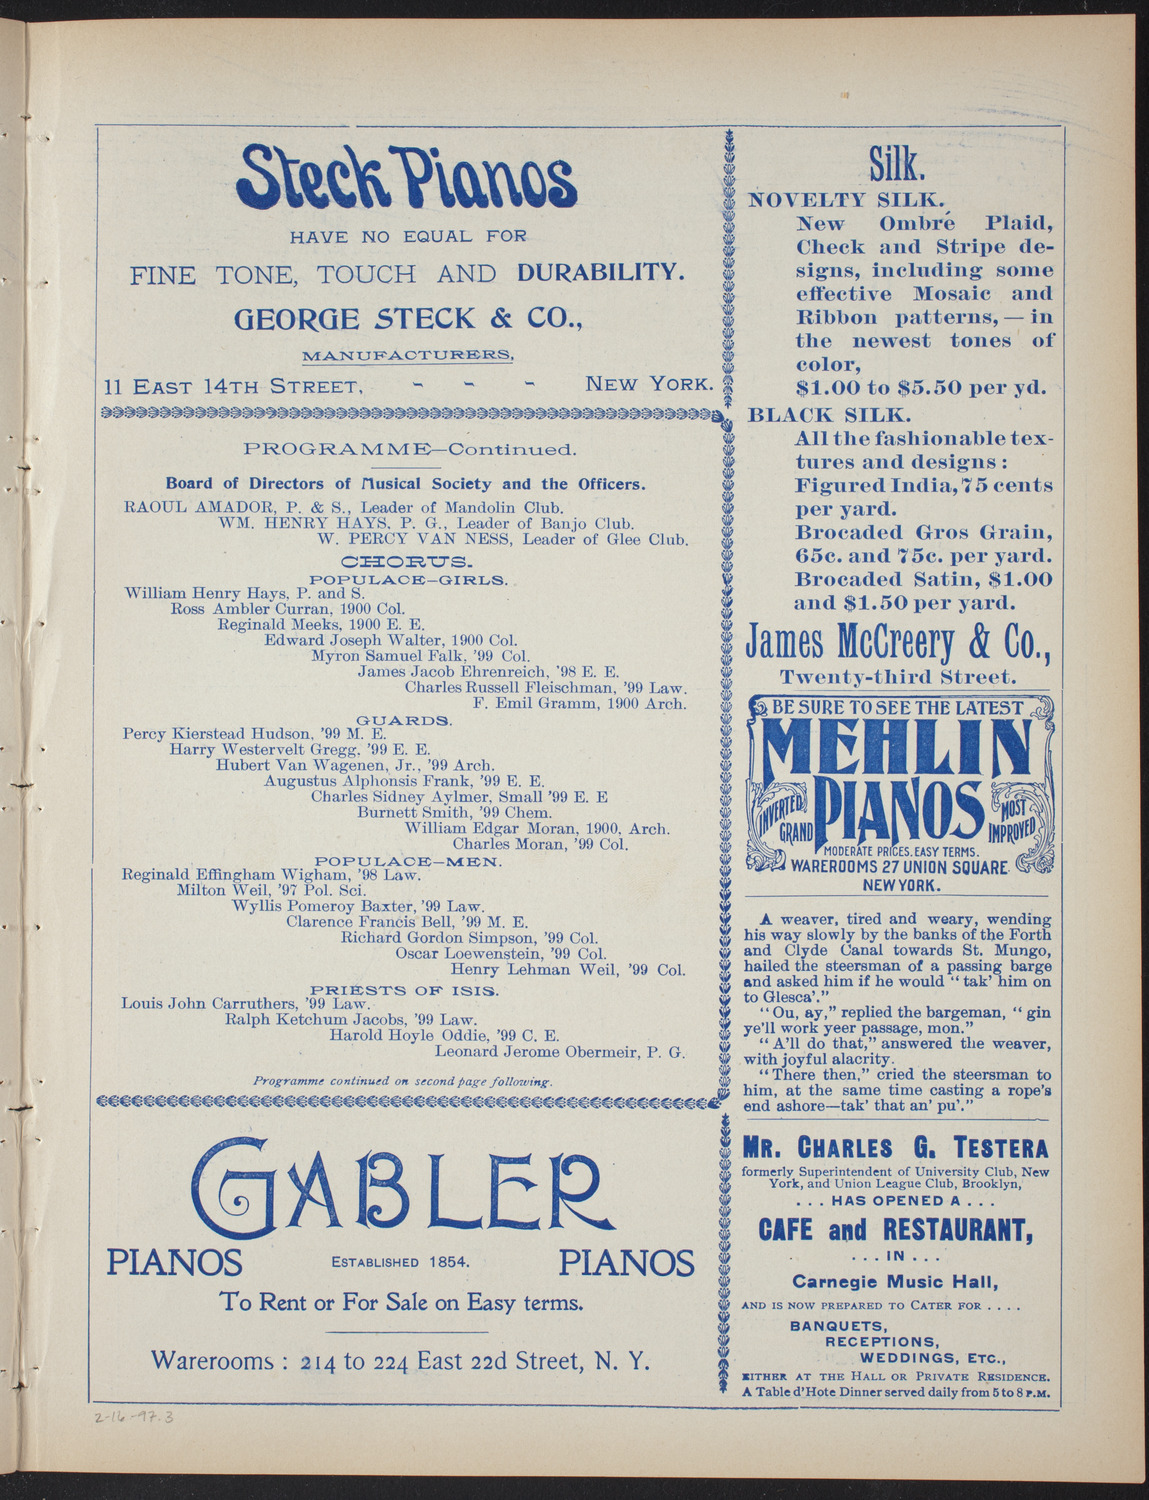 Steck Pianos
HAVE NO EQUAL FOR
FINE TONE, TOUCH AND DURABILITY.
GEORGE STECK & CO.,
MANUFACTURERS,
11 EAST 14TH STREET, - - - NEW YORK.
PROGRAMME—Continued.
Board of Directors of Musical Society and the Officers.
RAOUL AMADOR, P. & S., Leader of Mandolin Club.
WM. HENRY HAYS, P. G., Leader of Banjo Club.
W. PERCY VAN NESS, Leader of Glee Club.
CHORUS.
POPULACE—GIRLS.
William Henry Hays, P. and S.
Ross Ambler Curran, 1900 Col.
Reginald Meeks, 1900 E. E.
Edward Joseph Walter, 1900 Col.
Myron Samuel Falk, '99 Col.
James Jacob Ehrenreich, '98 E. E.
Charles Russell Fleischman, '99 Law.
F. Emil Gramm, 1900 Arch.
GUARDS.
Percy Kierstead Hudson, '99 M. E.
Harry Westervelt Gregg, '99 E. E.
Hubert Van Wagenen, Jr., '99 Arch.
Augustus Alphonsis Frank, '99 E. E.
Charles Sidney Aylmer, Small '99 E. E
Burnett Smith, '99 Chem.
William Edgar Moran, 1900, Arch.
Charles Moran, '99 Col.
POPULACE—MEN.
Reginald Effingham Wigham, '98 Law.
Milton Weil, '97 Pol. Sci.
Wyllis Pomeroy Baxter, '99 Law.
Clarence Francis Bell, '99 M. E.
Richard Gordon Simpson, '99 Col.
Oscar Loewenstein, '99 Col.
Henry Lehman Weil, '99 Col.
PRIESTS OF ISIS.
Louis John Carruthers, '99 Law.
Ralph Ketchum Jacobs, '99 Law.
Harold Hoyle Oddie, '99 C. E.
Leonard Jerome Obermeir, P. G.
Programme continued on second page following.
GABLER
PIANOS ESTABLISHED 1854. PIANOS
To Rent or For Sale on Easy terms.
Warerooms : 214 to 224 East 22d Street, N. Y.
2-16-97.3
Silk.
NOVELTY SILK.
New Ombré Plaid,
Check and Stripe de-
signs, including some
effective Mosaic and
Ribbon patterns,—in
the newest tones of
color,
$1.00 to $5.50 per yd.
BLACK SILK.
All the fashionable tex-
tures and designs:
Figured India, 75 cents
per yard.
Brocaded Gros Grain,
65c. and 75c. per yard.
Brocaded Satin, $1.00
and $1.50 per yard.
James McCreery & Co.,
Twenty-third Street.
BE SURE TO SEE THE LATEST
MEHLIN
PIANOS
INVERTED GRAND
MOST IMPROVED
MODERATE PRICES. EASY TERMS.
WAREROOMS 27 UNION SQUARE
NEW YORK.
A weaver, tired and weary, wending
his way slowly by the banks of the Forth
and Clyde Canal towards St. Mungo,
hailed the steersman of a passing barge
and asked him if he would "tak' him on
to Glesca'."
"Ou, ay," replied the bargeman, "gin
ye'll work yeer passage, mon."
"A'll do that," answered the weaver,
with joyful alacrity.
"There then," cried the steersman to
him, at the same time casting a rope's
end ashore—tak' that an' pu'."
MR. CHARLES G. TESTERA
formerly Superintendent of University Club, New
York, and Union League Club, Brooklyn,
. . . HAS OPENED A . . .
CAFE and RESTAURANT,
. . . IN . . .
Carnegie Music Hall,
AND IS NOW PREPARED TO CATER FOR . . . .
BANQUETS,
RECEPTIONS,
WEDDINGS, ETC.,
EITHER AT THE HALL OR PRIVATE RESIDENCE.
A Table d'Hote Dinner served daily from 5 to 8 P.M.